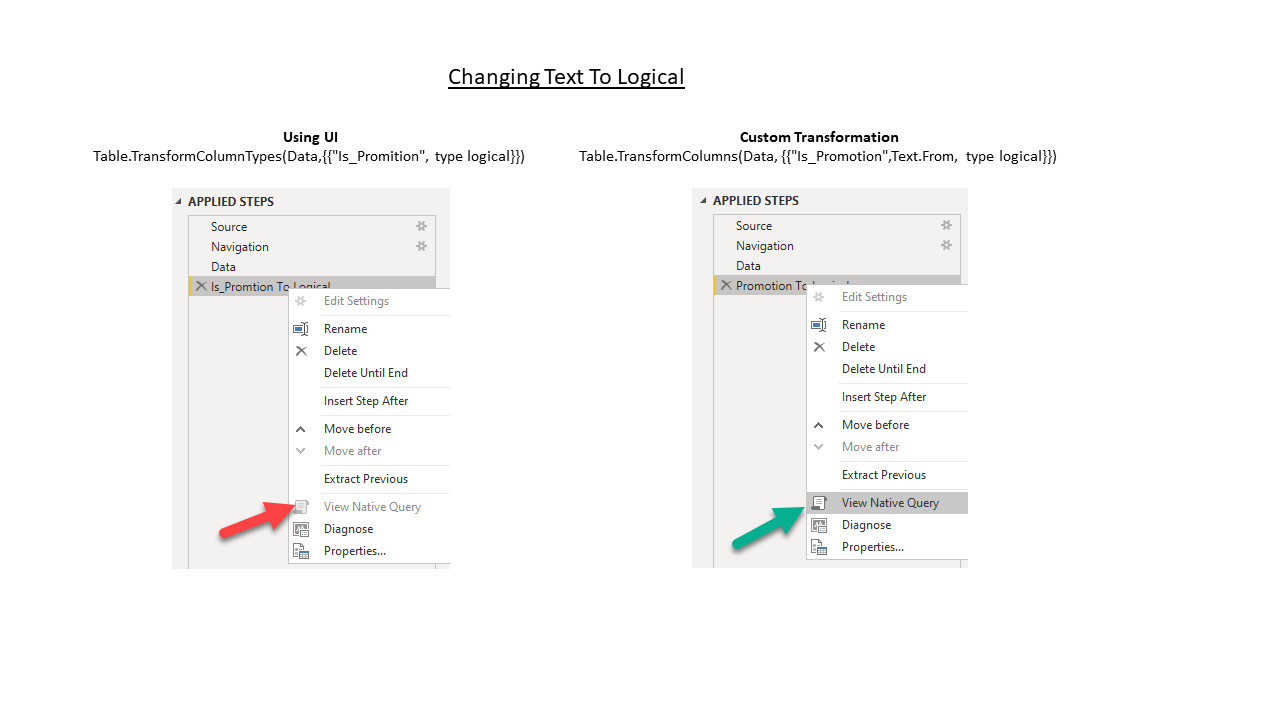 Changing Text To Logical
Using UI
Table.TransformColumnTypes(Data,{{"Is_Promition", type logical}})
APPLIED STEPS
Source
Navigation
Data
Is_Promtion To Logical
Edit Settings
Rename
Delete
Delete Until End
Insert Step After
Move before
Move after
Extract Previous
View Native Query
Diagnose
Properties...
Custom Transformation
Table.TransformColumns(Data, {{"Is_Promotion",Text.From, type logical}})
APPLIED STEPS
Source
Navigation
Data
Promotion To
Edit Settings
Rename
Delete
Delete Until End
Insert Step After
Move before
Move after
Extract Previous
View Native Query
Diagnose
Properties...